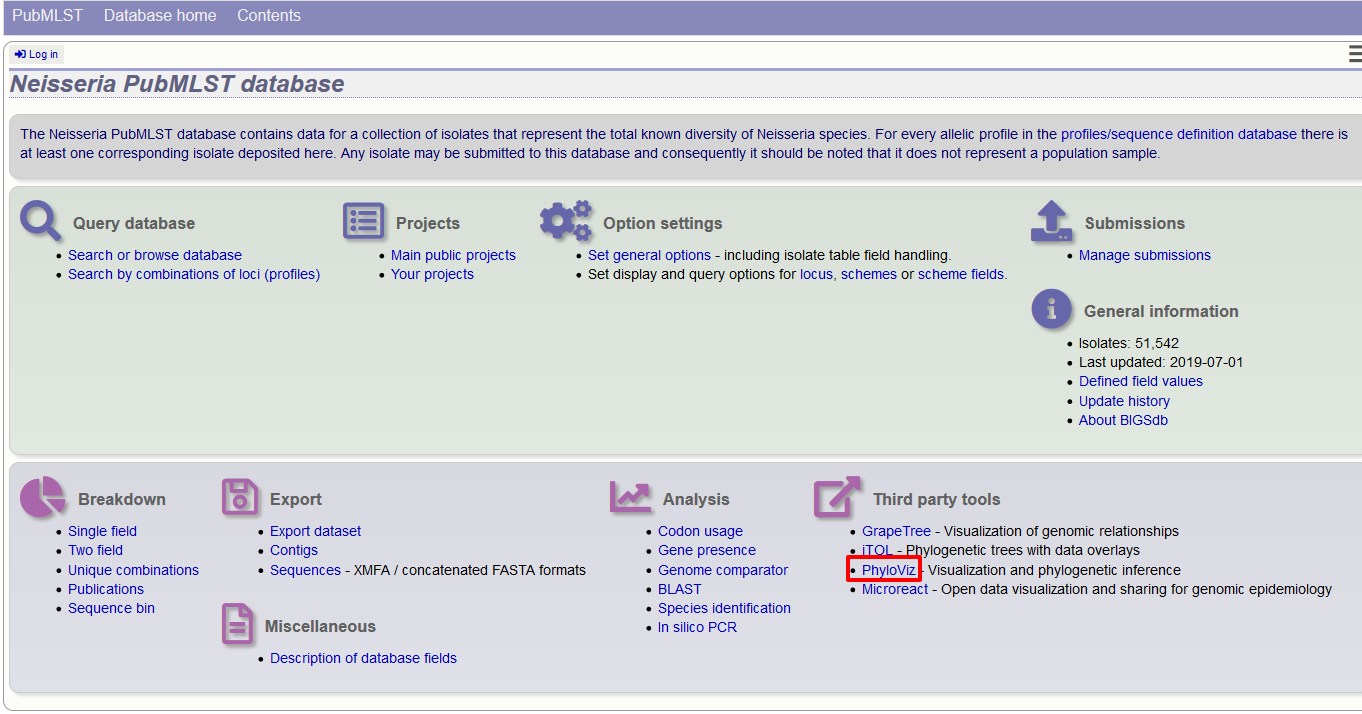 PubMLST Database home Contents
Log in
Neisseria PubMLST database
The Neisseria PubMLST database contains data for a collection of isolates that represent the total known diversity of Neisseria species. For every allelic profile in the profiles/sequence definition database there is
at least one corresponding isolate deposited here. Any isolate may be submitted to this database and consequently it should be noted that it does not represent a population sample.
Query database
Search or browse database
Search by combinations of loci (profiles)
Projects
Main public projects
Your projects
Option settings
Set general options - including isolate table field handling.
Set display and query options for locus, schemes or scheme fields.
Submissions
Manage submissions
General information
Isolates: 51,542
Last updated: 2019-07-01
Defined field values
Update history
About BIGSdb
Breakdown
Single field
Two field
Unique combinations
Publications
Sequence bin
Export
Export dataset
Contigs
Sequences - XMFA / concatenated FASTA formats
Miscellaneous
Description of database fields
Analysis
Codon usage
Gene presence
Genome comparator
BLAST
Species identification
In silico PCR
Third party tools
GrapeTree - Visualization of genomic relationships
iTOL - Phylogenetic trees with data overlays
PhyloViz - Visualization and phylogenetic inference
Microreact - Open data visualization and sharing for genomic epidemiology